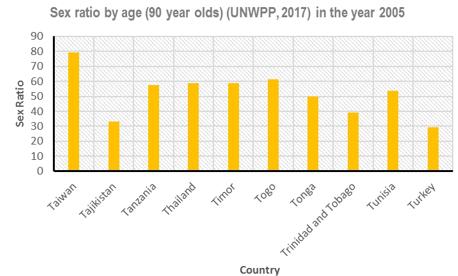 Sex ratio by age (90 year olds) (UNWPP, 2017) in the year 2005
90
80
70
60
50
40
30
20
10
0
Sex Ratio
Taiwan
Tajikistan
Tanzania
Thailand
Timor
Togo
Tonga
Trinidad and Tobago
Tunisia
Turkey
Country